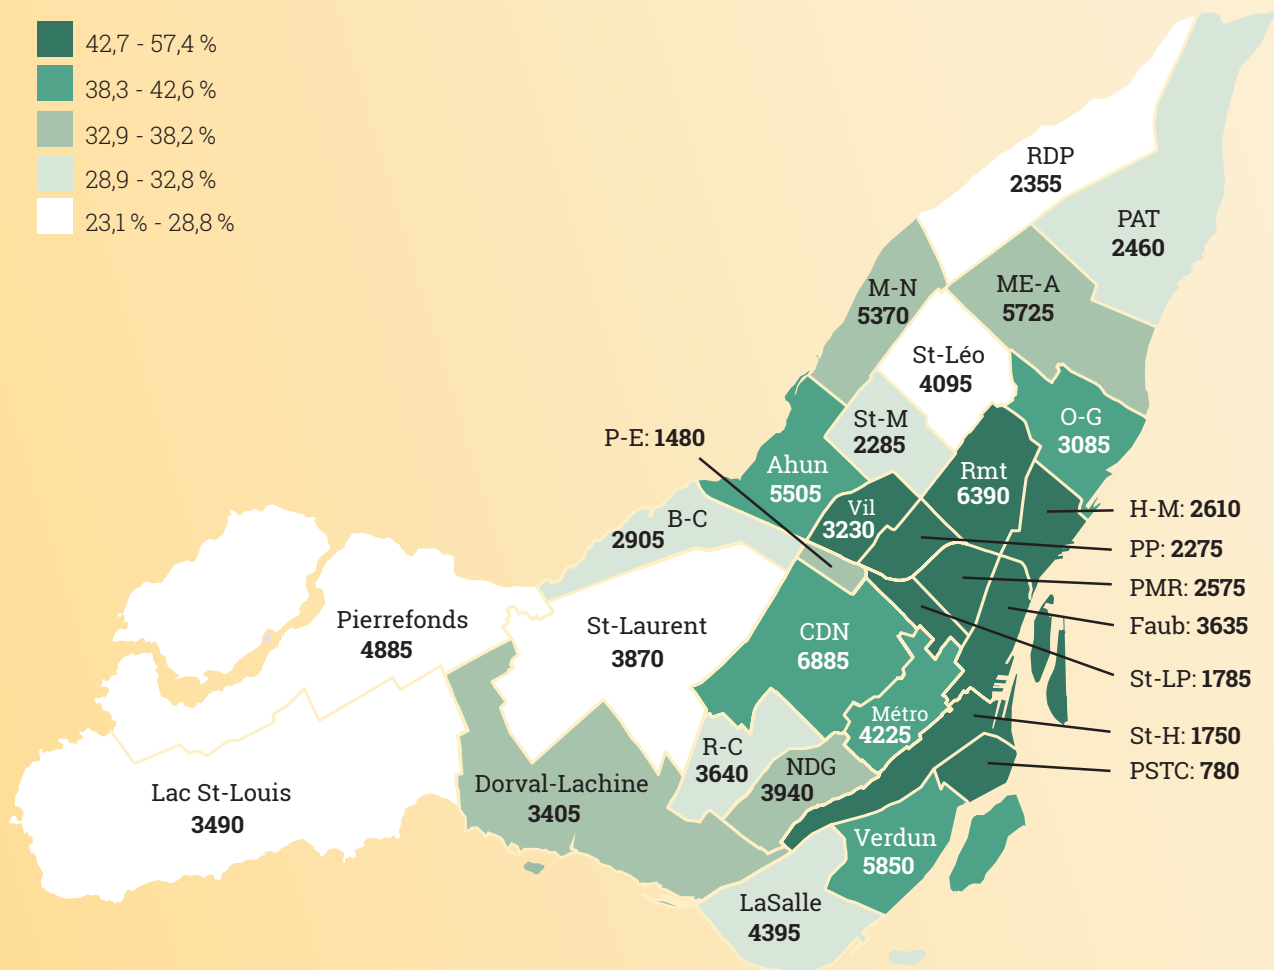 42,7 - 57,4 %
38,3 - 42,6 %
32,9 - 38,2 %
28,9 - 32,8 %
23,1 % - 28,8 %
RDP
2355
PAT
2460
M-N
5370
ME-A
5725
St-Léo
4095
St-M
2285
O-G
3085
P-E: 1480
Ahun
5505
Rmt
6390
Vil
3230
B-C
2905
H-M: 2610
PP: 2275
PMR: 2575
Faub: 3635
St-LP: 1785
St-H: 1750
PSTC: 780
Pierrefonds
4885
St-Laurent
3870
CDN
6885
Métro
4225
R-C
3640
NDG
3940
Lac St-Louis
3490
Dorval-Lachine
3405
Verdun
5850
LaSalle
4395